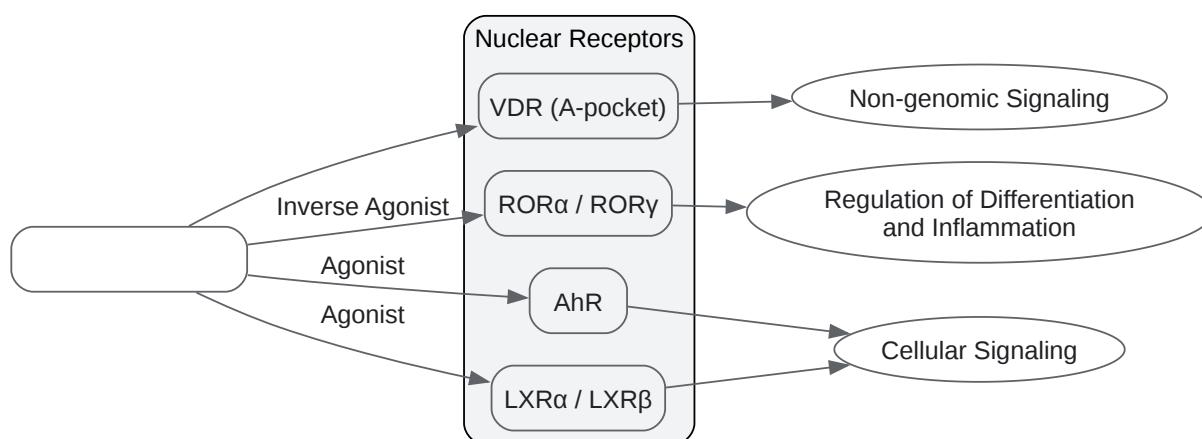 Nuclear Receptors
VDR (A-pocket)
Non-genomic Signaling
Inverse Agonist
RORα / RORγ
Regulation of Differentiation
and Inflammation
Agonist
AhR
Agonist
Cellular Signaling
LXRα / LXRβ